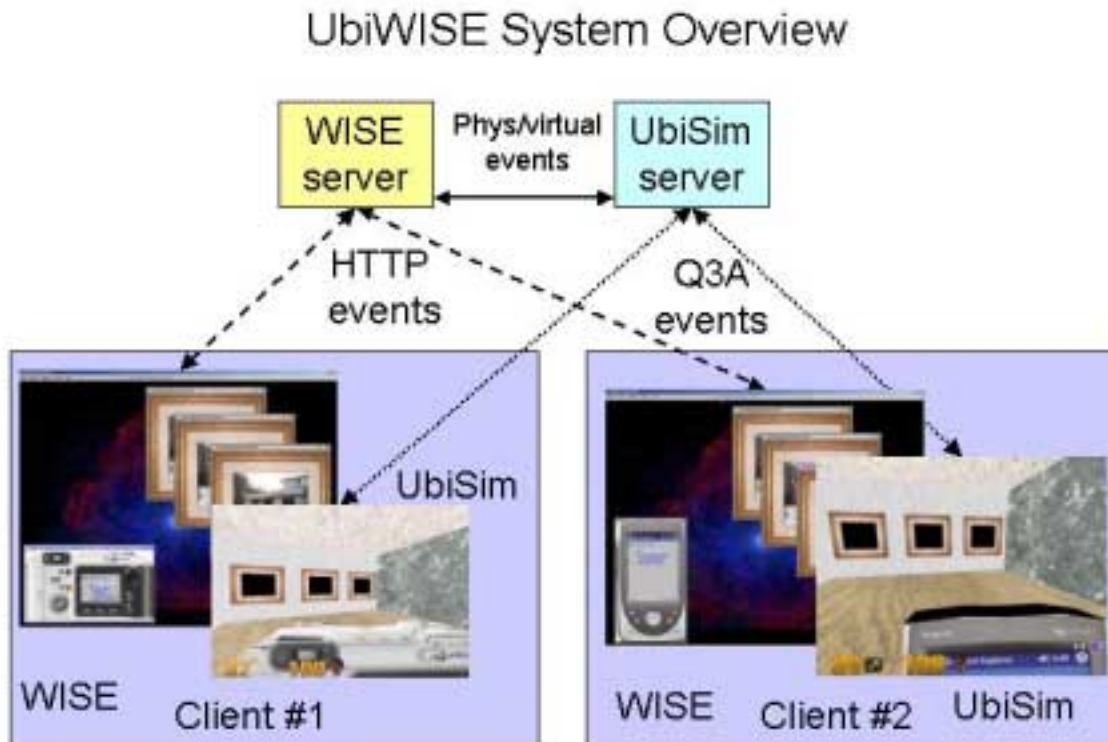 UbiWISE System Overview
WISE
server
Phys/virtual
events
UbiSim
server
HTTP
events
Q3A
events
UbiSim
WISE
Client #1
WISE
Client #2
UbiSim